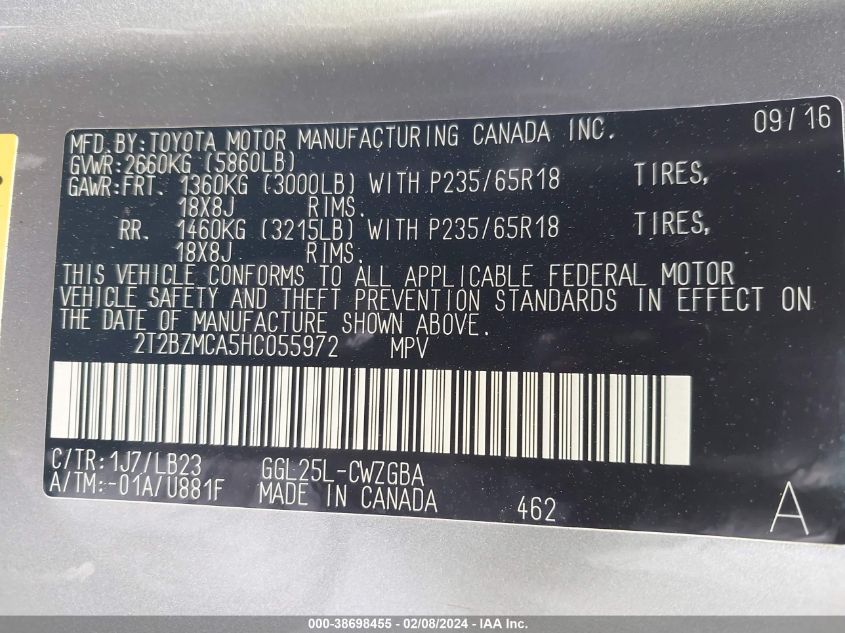 MFD.BY:TOYOTA MOTOR MANUFACTURING CANADA INC. 09/16
GVWR:2660KG (5860LB)
GAWR:FRT. 1360KG (3000LB) WITH P235/65R18 TIRES,
18X8J RIMS.
RR. 1460KG (3215LB) WITH P235/65R18 TIRES,
18X8J RIMS.
THIS VEHICLE CONFORMS TO ALL APPLICABLE FEDERAL MOTOR
VEHICLE SAFETY AND THEFT PREVENTION STANDARDS IN EFFECT ON
THE DATE OF MANUFACTURE SHOWN ABOVE.
2T2BZMCA5HC055972 MPV
C/TR:1J7/LB23 GGL25L-CWZGBA
A/TM:-01A/U881F MADE IN CANADA 462 A
000-38698455 - 02/08/2024 - IAA Inc.